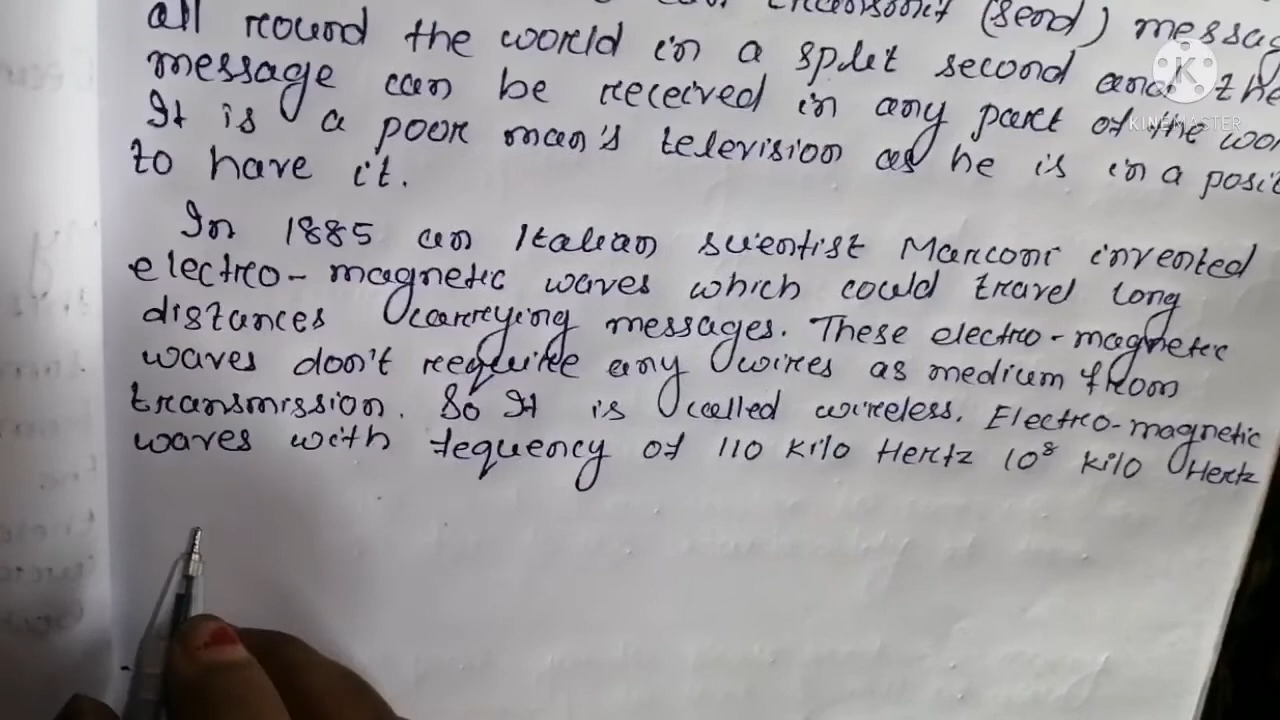 (send) message
all round the world in a split second and the
message can be received in any part of the wor
It is a poor man's television as he is in a posit
to have it.
In 1885 an Italian scientist Marconi invented
electro-magnetic waves which could travel long
distances carrying messages. These electro-magnetic
waves don't require any wires as medium from
transmission. So It is called wireless. Electro-magnetic
waves with fequency of 110 Kilo Hertz 10⁸ Kilo Hertz
K
KINEMASTER